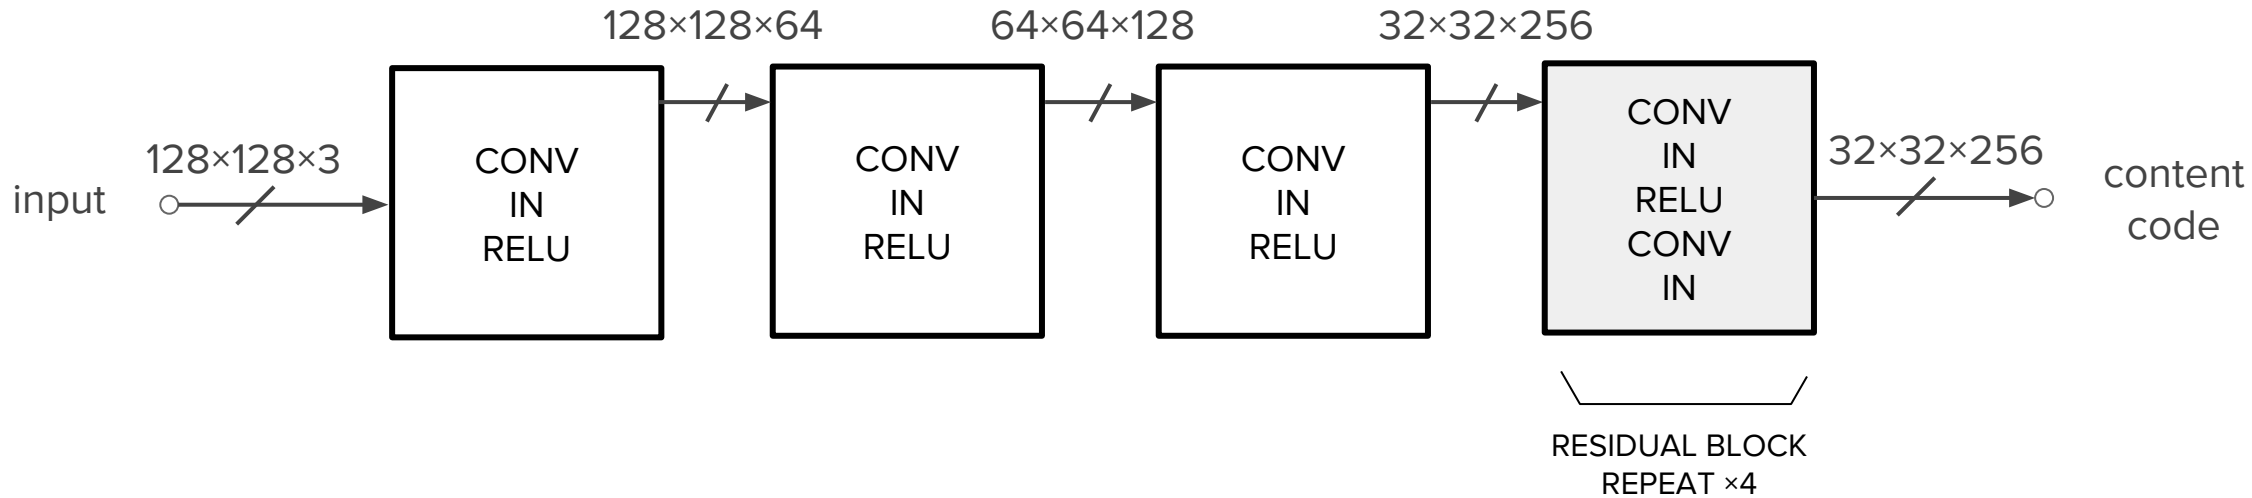 input
128×128×3
CONV
IN
RELU
128×128×64
CONV
IN
RELU
64×64×128
CONV
IN
RELU
32×32×256
CONV
IN
RELU
CONV
IN
RESIDUAL BLOCK
REPEAT ×4
32×32×256
content
code